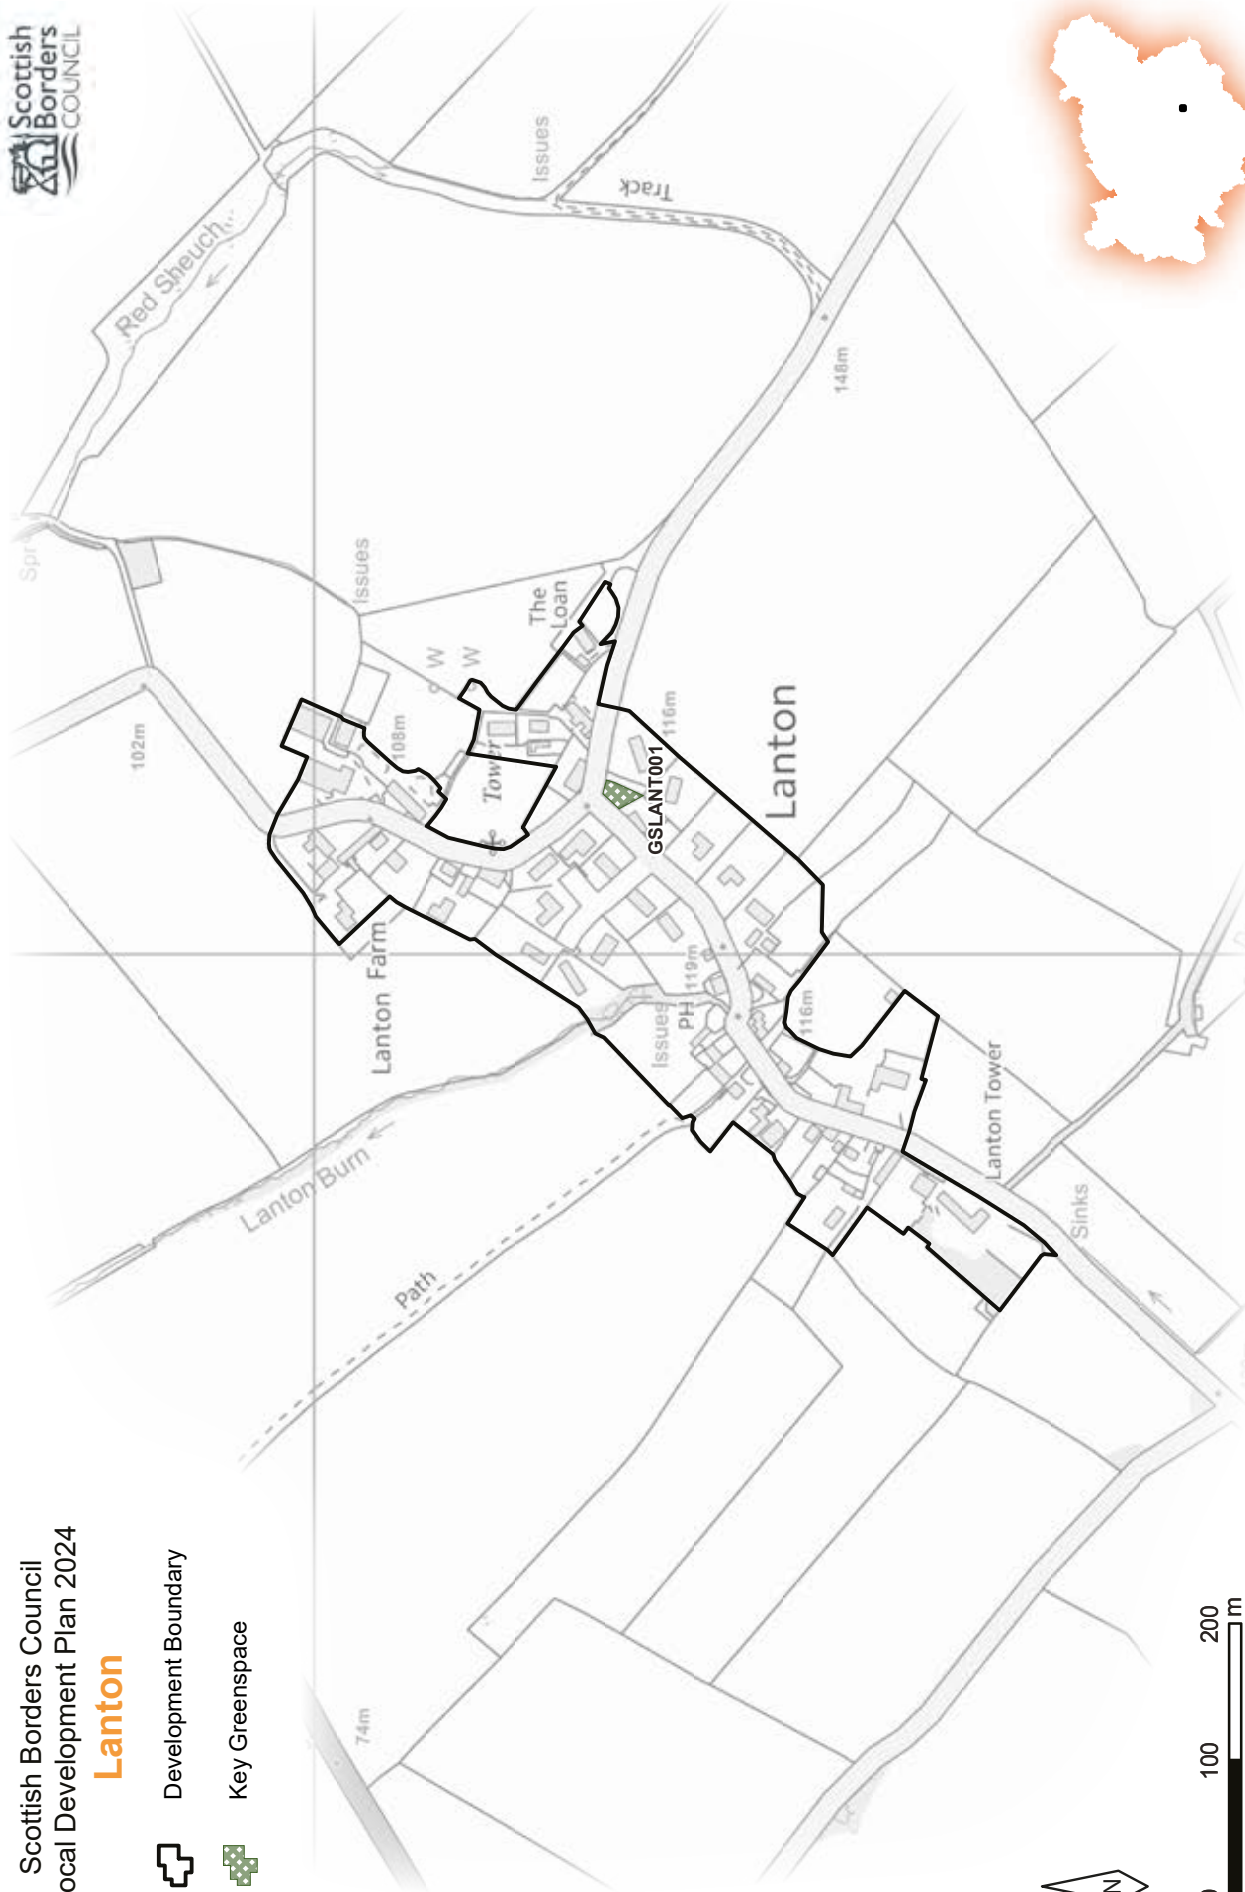 Scottish Borders Council
ocal Development Plan 2024
Lanton
Development Boundary
Key Greenspace
Scottish
Borders
COUNCIL
Spr
Red Sheuch
Issues
Track
102m
Issues
148m
The
Loan
W
W
108m
Tower
116m
GSLANT001
Lanton
Lanton Farm
119m
PH
Issues
116m
Lanton Burn
Path
Lanton Tower
Sinks
74m
100
200
m
N